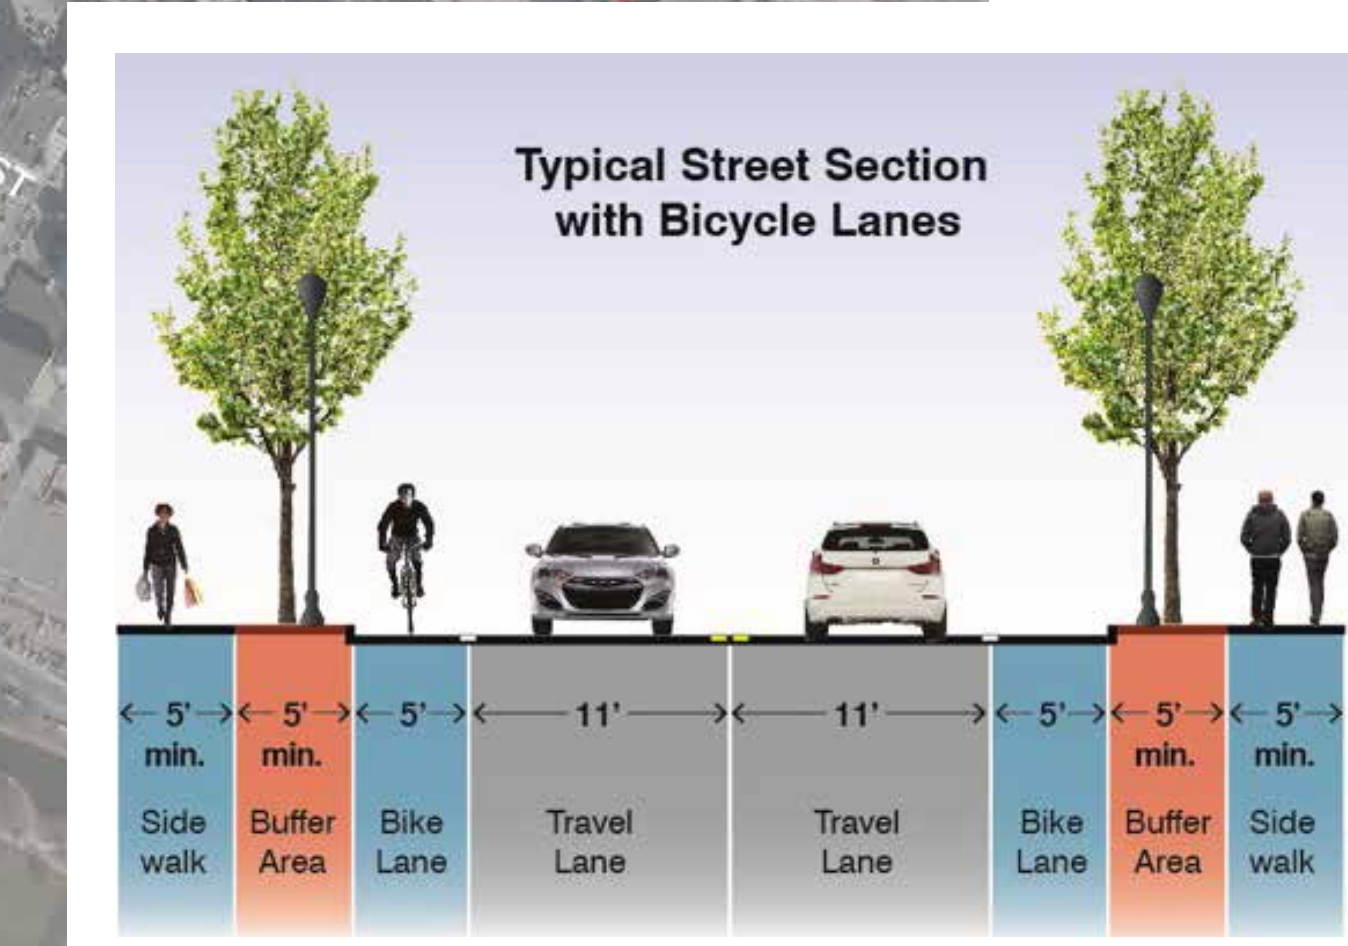 ST
Typical Street Section
with Bicycle Lanes
5' 5' 5' 11' 11' 5' 5' 5'
min. min. min. min.
Side Buffer Bike Travel Travel Bike Buffer Side
walk Area Lane Lane Lane Lane Area walk